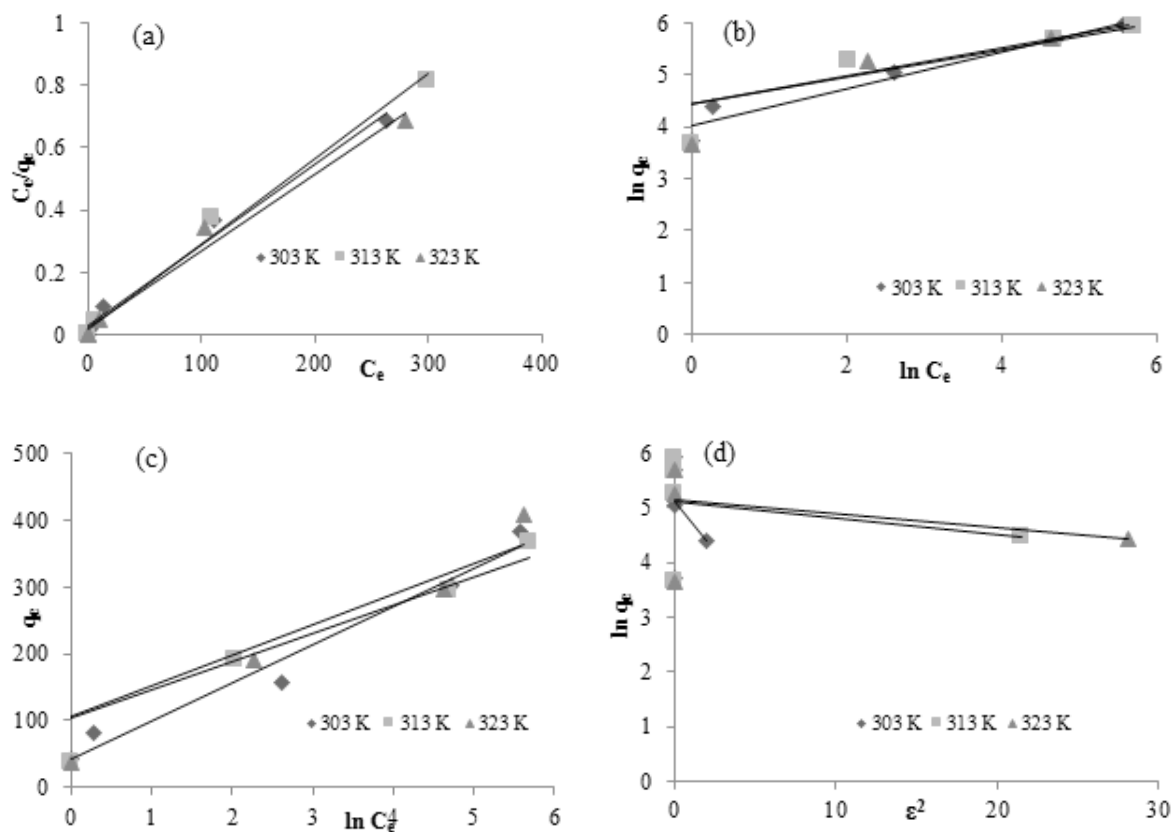 (a)
1
0.8
0.6
0.4
0.2
0
Ce/qe
303 K 313 K 323 K
0 100 200 300 400
Ce
(b)
6
5
4
3
2
1
0
ln qe
303 K 313 K 323 K
0 2 4 6
ln Ce
(c)
500
400
300
200
100
0
qe
303 K 313 K 323 K
0 1 2 3 4 5 6
ln Ce
(d)
6
5
4
3
2
1
0
ln qe
303 K 313 K 323 K
0 10 20 30
ε²